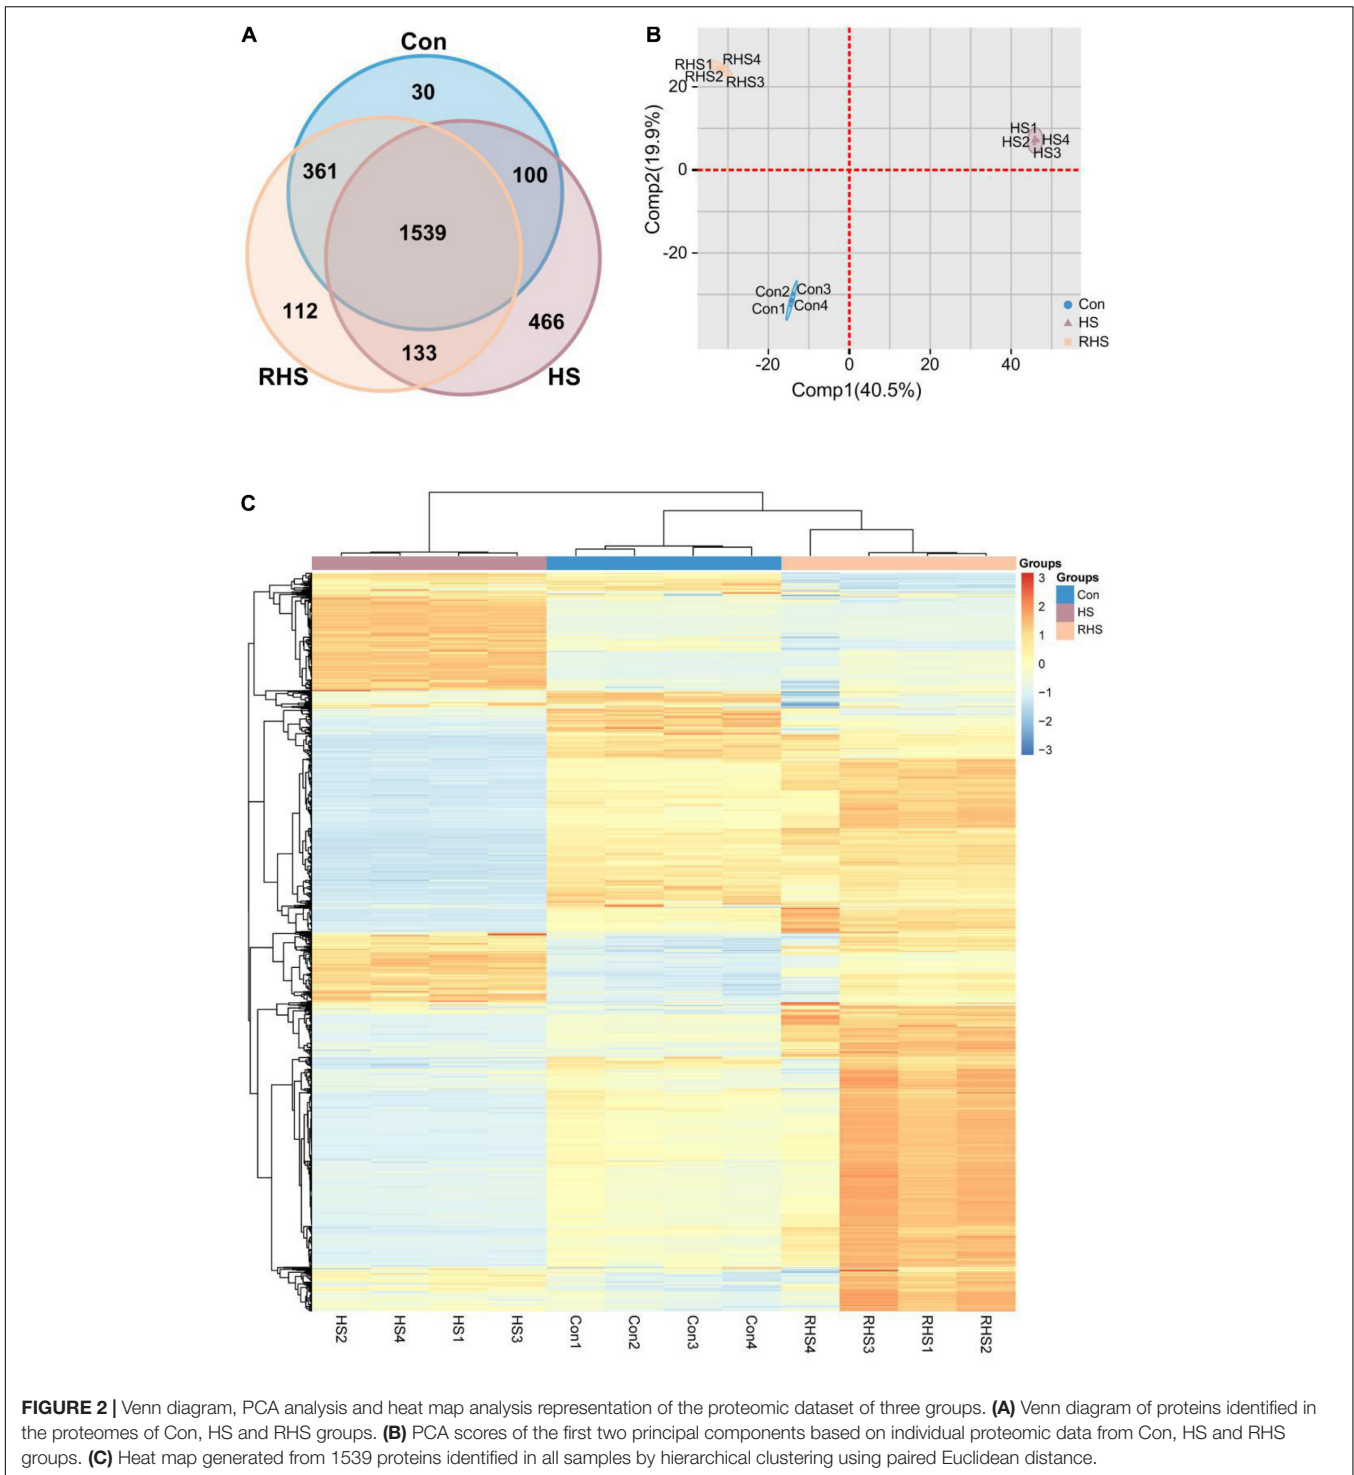 A
Con
30
361
100
1539
112
466
133
RHS
HS
B
RHS1
RHS4
RHS2
RHS3
HS1
HS2
HS4
HS3
Con2
Con3
Con1
Con4
20
0
-20
Comp2(19.9%)
-20
0
20
40
Comp1(40.5%)
Con
HS
RHS
C
Groups
3
2
1
0
−1
−2
−3
Groups
Con
HS
RHS
HS2
HS4
HS1
HS3
Con1
Con2
Con3
Con4
RHS4
RHS3
RHS1
RHS2
FIGURE 2 | Venn diagram, PCA analysis and heat map analysis representation of the proteomic dataset of three groups. (A) Venn diagram of proteins identified in
the proteomes of Con, HS and RHS groups. (B) PCA scores of the first two principal components based on individual proteomic data from Con, HS and RHS
groups. (C) Heat map generated from 1539 proteins identified in all samples by hierarchical clustering using paired Euclidean distance.